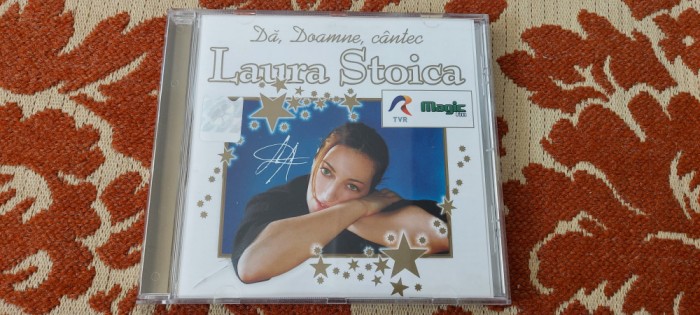 Dă, Doamne, cântec
Laura Stoica
TVR
Magic